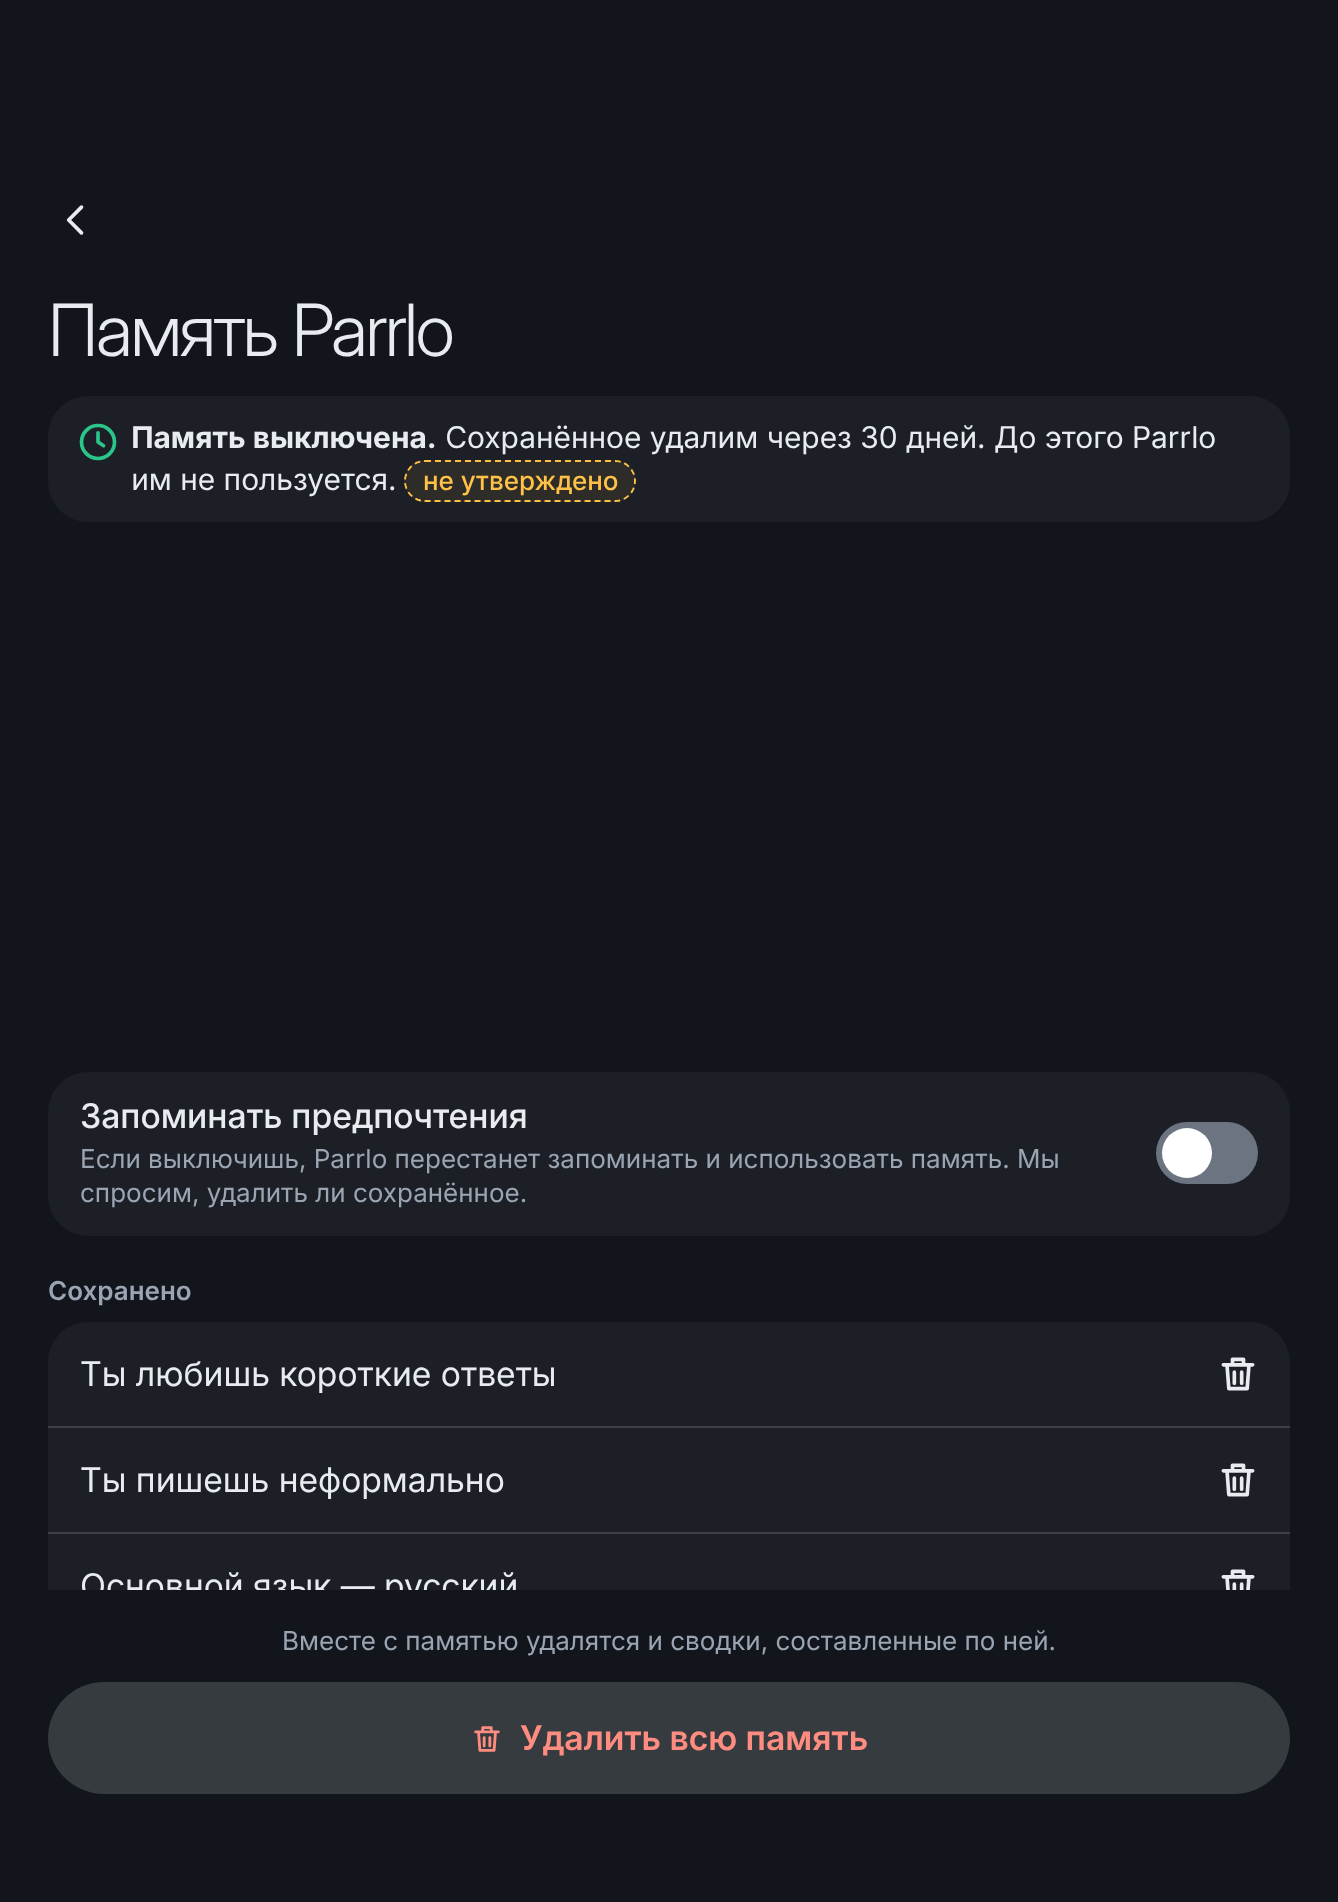 Память Parrlo
Память выключена. Сохранённое удалим через 30 дней. До этого Parrlo
им не пользуется. не утверждено
Запоминать предпочтения
Если выключишь, Parrlo перестанет запоминать и использовать память. Мы
спросим, удалить ли сохранённое.
Сохранено
Ты любишь короткие ответы
Ты пишешь неформально
Основной язык — русский
Вместе с памятью удалятся и сводки, составленные по ней.
Удалить всю память